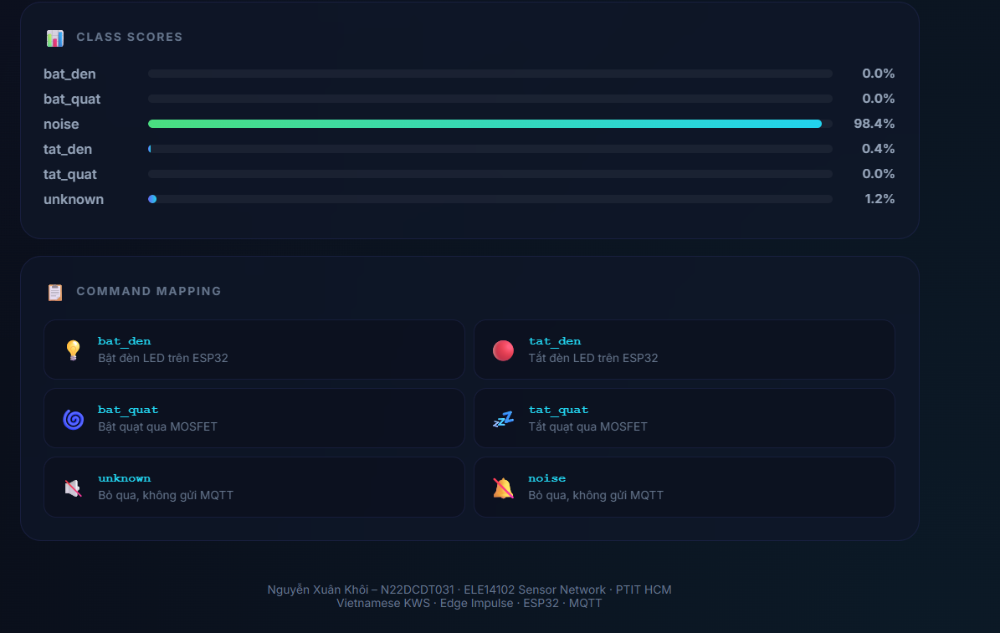 CLASS SCORES
bat_den 0.0%
bat_quat 0.0%
noise 98.4%
tat_den 0.4%
tat_quat 0.0%
unknown 1.2%
COMMAND MAPPING
bat_den
Bật đèn LED trên ESP32
tat_den
Tắt đèn LED trên ESP32
bat_quat
Bật quạt qua MOSFET
tat_quat
Tắt quạt qua MOSFET
unknown
Bỏ qua, không gửi MQTT
noise
Bỏ qua, không gửi MQTT
Nguyễn Xuân Khôi – N22DCDT031 · ELE14102 Sensor Network · PTIT HCM
Vietnamese KWS · Edge Impulse · ESP32 · MQTT